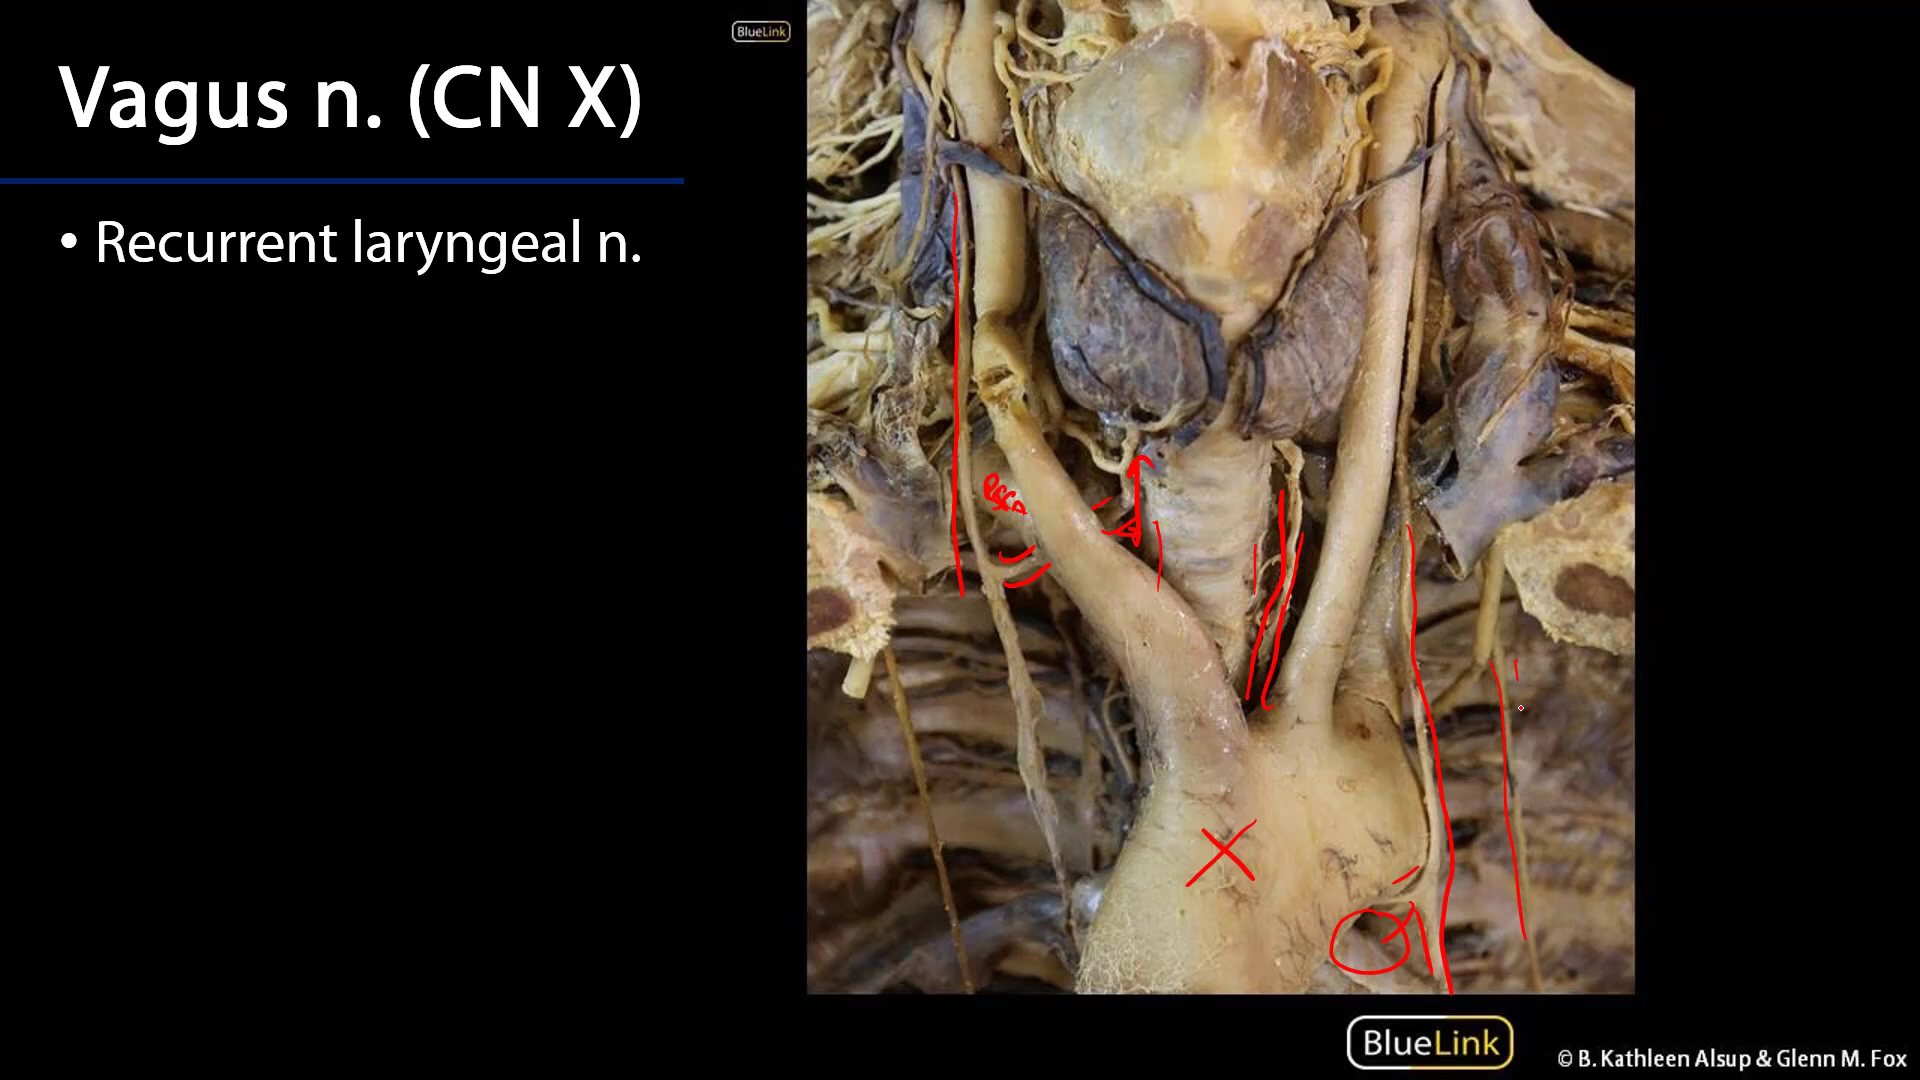 BlueLink
Vagus n. (CN X)
• Recurrent laryngeal n.
BlueLink
© B. Kathleen Alsup & Glenn M. Fox